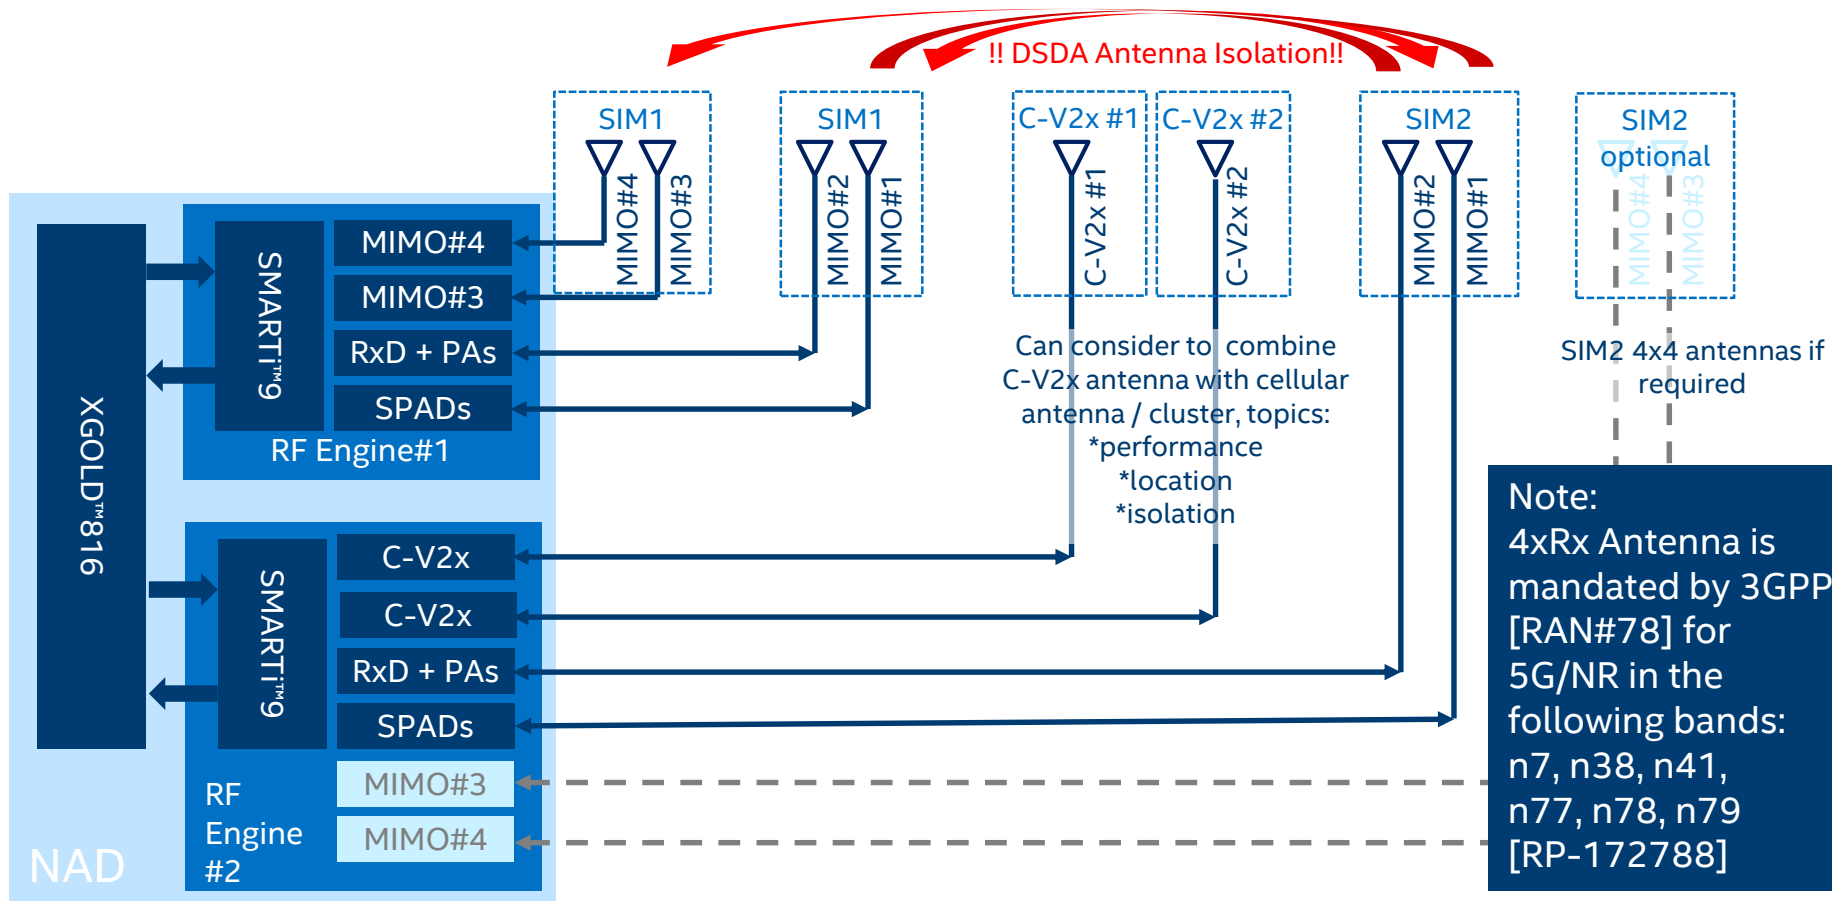 !! DSDA Antenna Isolation!!
SIM1
MIMO#4
MIMO#3
SIM1
MIMO#2
MIMO#1
C-V2x #1
C-V2x #1
C-V2x #2
C-V2x #2
SIM2
MIMO#2
MIMO#1
SIM2
optional
MIMO#4
MIMO#3
XGOLD™816
SMARTi™9
MIMO#4
MIMO#3
RxD + PAs
SPADs
RF Engine#1
Can consider to combine
C-V2x antenna with cellular
antenna / cluster, topics:
*performance
*location
*isolation
SIM2 4x4 antennas if
required
SMARTi™9
C-V2x
C-V2x
RxD + PAs
SPADs
MIMO#3
MIMO#4
RF
Engine
#2
NAD
Note:
4xRx Antenna is
mandated by 3GPP
[RAN#78] for
5G/NR in the
following bands:
n7, n38, n41,
n77, n78, n79
[RP-172788]